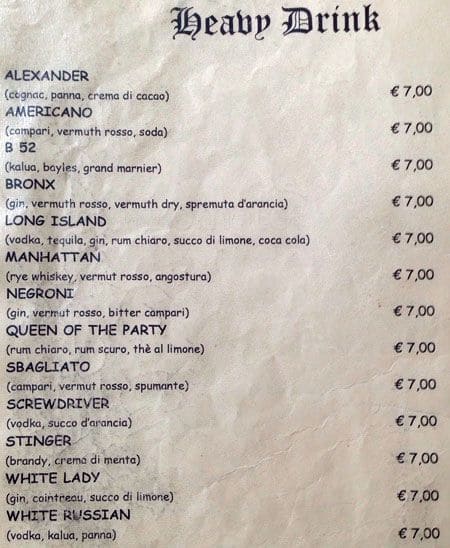 Heavy Drink
ALEXANDER
(cognac, panna, crema di cacao) € 7,00
AMERICANO
(campari, vermuth rosso, soda) € 7,00
B 52
(kalua, bayles, grand marnier) € 7,00
BRONX
(gin, vermuth rosso, vermuth dry, spremuta d'arancia) € 7,00
LONG ISLAND
(vodka, tequila, gin, rum chiaro, succo di limone, coca cola) € 7,00
MANHATTAN
(rye whiskey, vermut rosso, angostura) € 7,00
NEGRONI
(gin, vermut rosso, bitter campari) € 7,00
QUEEN OF THE PARTY
(rum chiaro, rum scuro, thè al limone) € 7,00
SBAGLIATO
(campari, vermut rosso, spumante) € 7,00
SCREWDRIVER
(vodka, succo d'arancia) € 7,00
STINGER
(brandy, crema di menta) € 7,00
WHITE LADY
(gin, cointreau, succo di limone) € 7,00
WHITE RUSSIAN
(vodka, kalua, panna) € 7,00